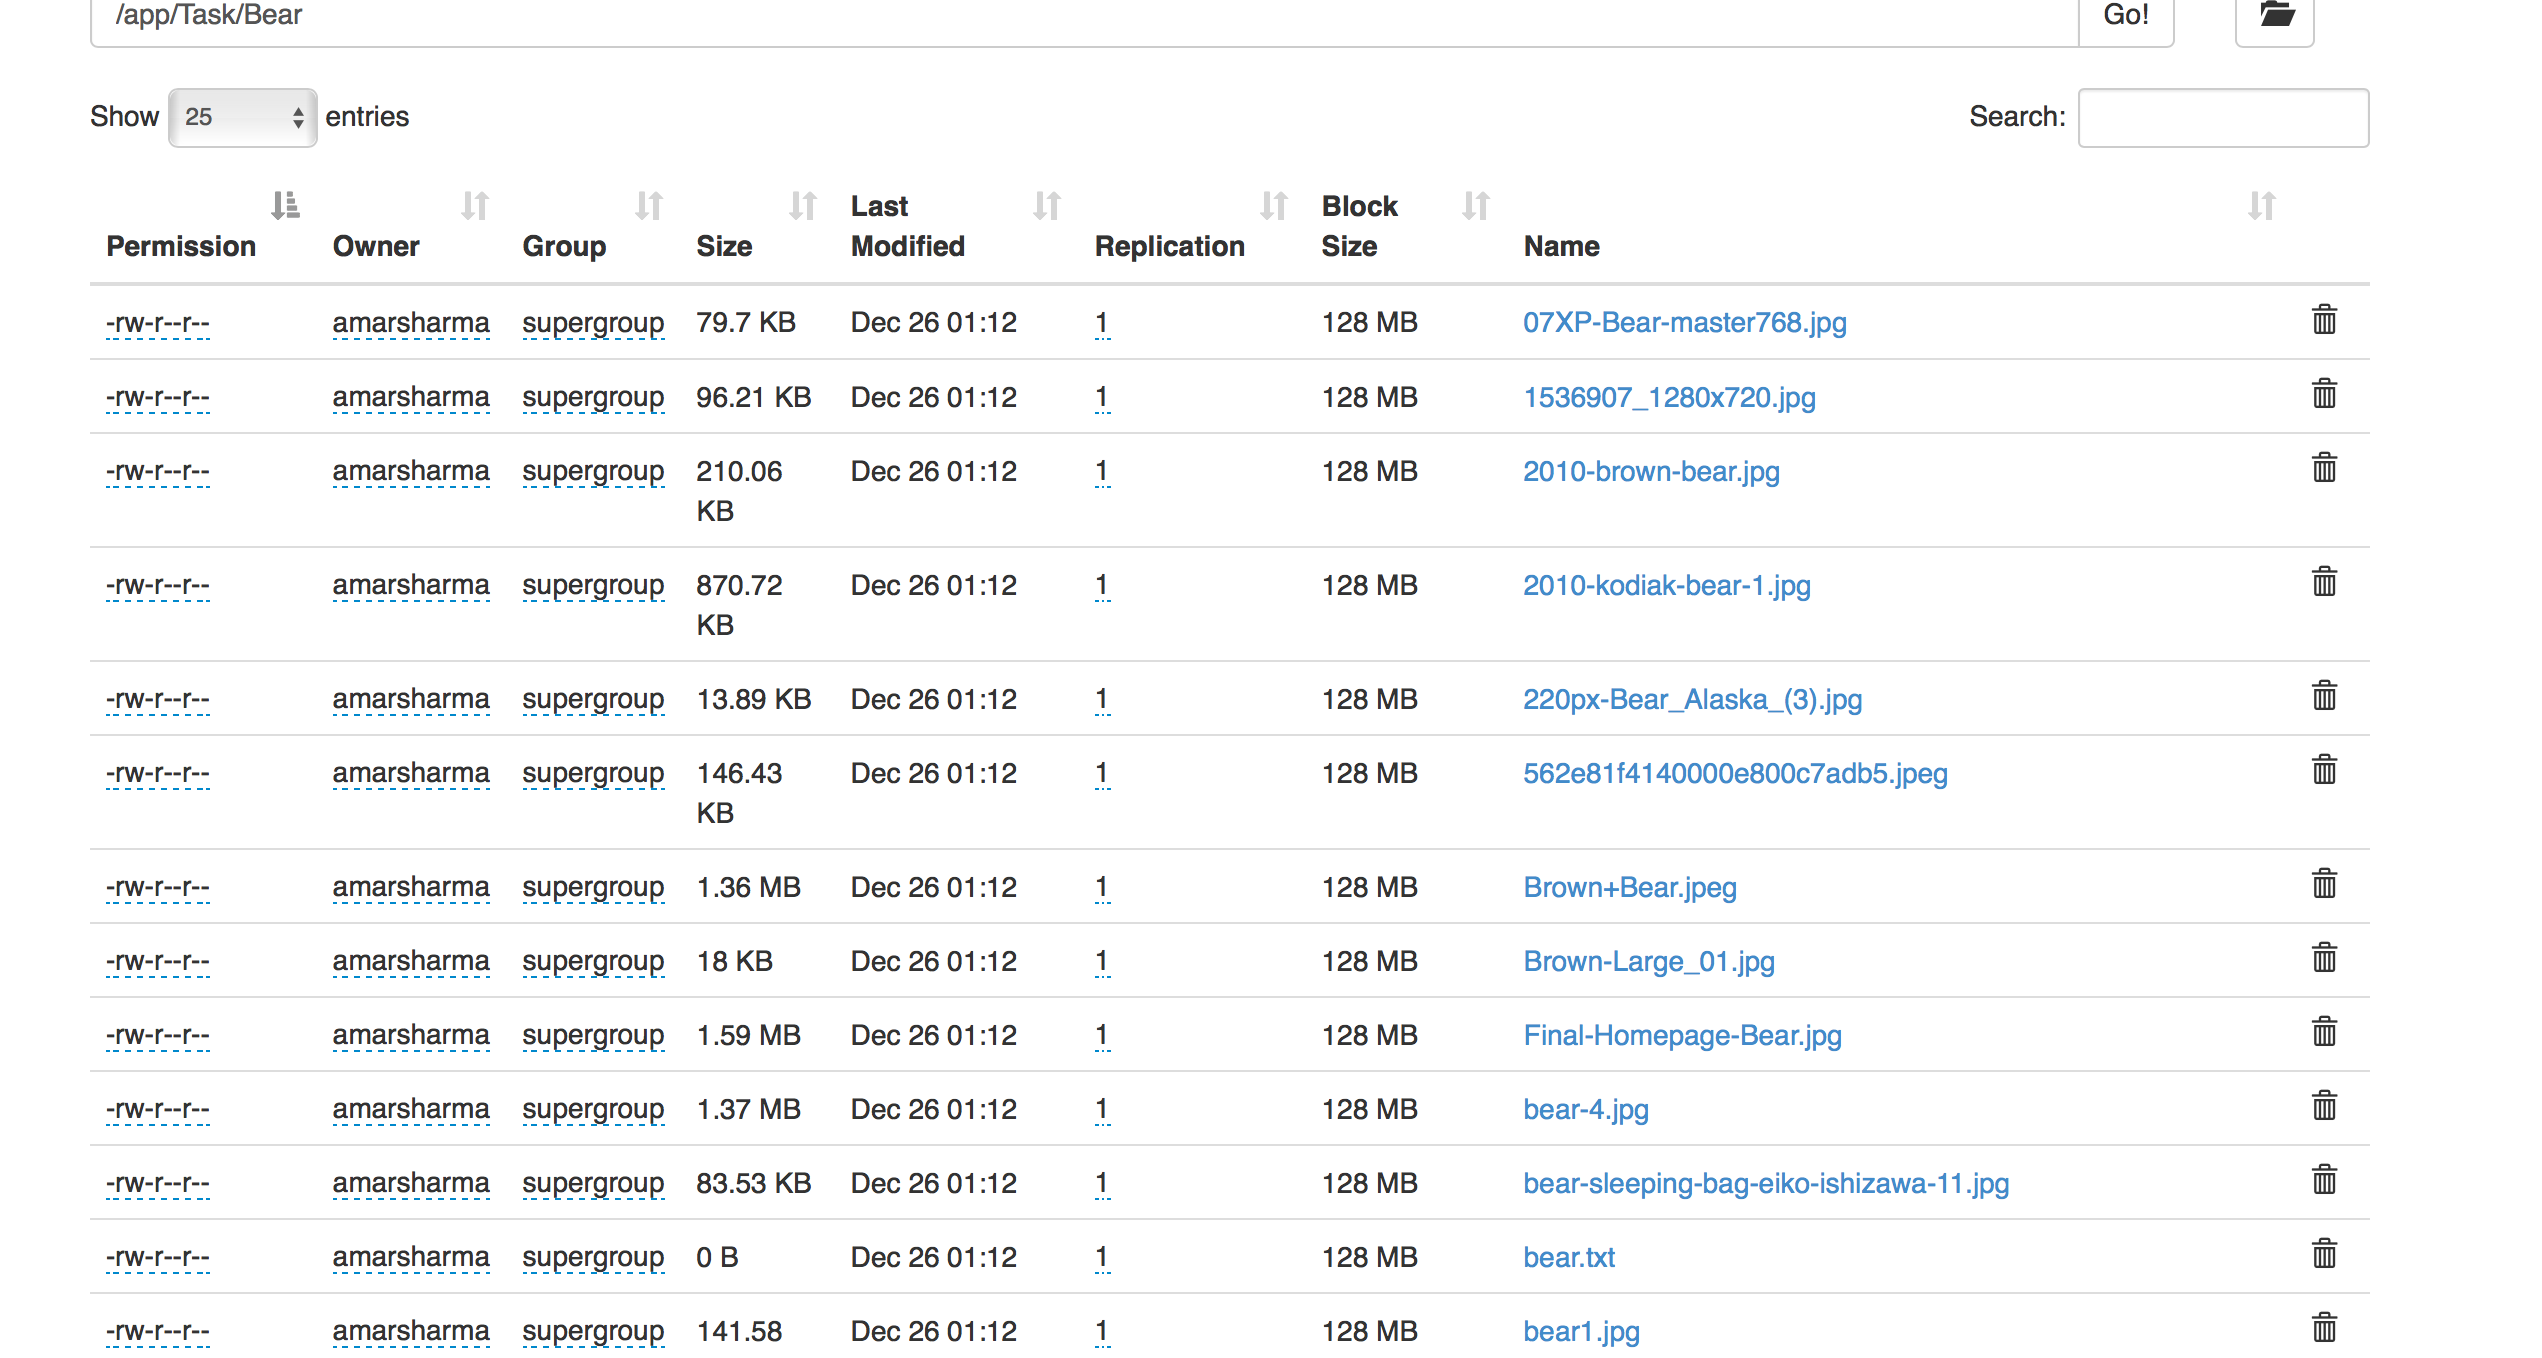 /app/Task/Bear Go!
Show 25 entries Search:
Permission Owner Group Size Last Modified Replication Block Size Name
-rw-r--r-- amarsharma supergroup 79.7 KB Dec 26 01:12 1 128 MB 07XP-Bear-master768.jpg
-rw-r--r-- amarsharma supergroup 96.21 KB Dec 26 01:12 1 128 MB 1536907_1280x720.jpg
-rw-r--r-- amarsharma supergroup 210.06 KB Dec 26 01:12 1 128 MB 2010-brown-bear.jpg
-rw-r--r-- amarsharma supergroup 870.72 KB Dec 26 01:12 1 128 MB 2010-kodiak-bear-1.jpg
-rw-r--r-- amarsharma supergroup 13.89 KB Dec 26 01:12 1 128 MB 220px-Bear_Alaska_(3).jpg
-rw-r--r-- amarsharma supergroup 146.43 KB Dec 26 01:12 1 128 MB 562e81f4140000e800c7adb5.jpeg
-rw-r--r-- amarsharma supergroup 1.36 MB Dec 26 01:12 1 128 MB Brown+Bear.jpeg
-rw-r--r-- amarsharma supergroup 18 KB Dec 26 01:12 1 128 MB Brown-Large_01.jpg
-rw-r--r-- amarsharma supergroup 1.59 MB Dec 26 01:12 1 128 MB Final-Homepage-Bear.jpg
-rw-r--r-- amarsharma supergroup 1.37 MB Dec 26 01:12 1 128 MB bear-4.jpg
-rw-r--r-- amarsharma supergroup 83.53 KB Dec 26 01:12 1 128 MB bear-sleeping-bag-eiko-ishizawa-11.jpg
-rw-r--r-- amarsharma supergroup 0 B Dec 26 01:12 1 128 MB bear.txt
-rw-r--r-- amarsharma supergroup 141.58 Dec 26 01:12 1 128 MB bear1.jpg